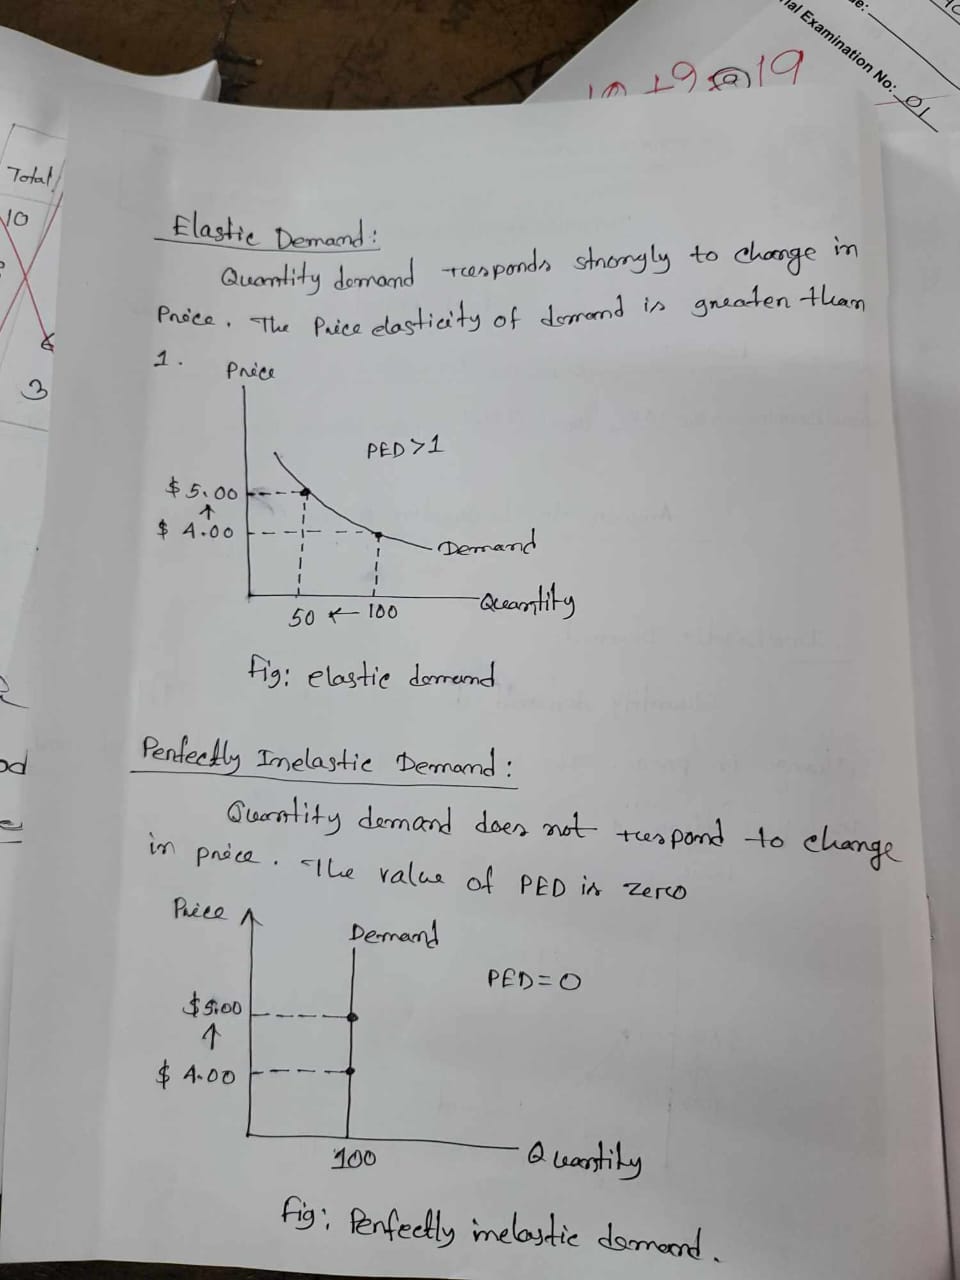 ial Examination No: 01
10 + 9 = 19
Total
10
3
Elastic Demand:
Quantity demand responds strongly to change in
Price. The Price elasticity of demand is greater than
1.
Price
PED > 1
$ 5.00
$ 4.00
Demand
50 ← 100
Quantity
Fig: elastic demand
Perfectly Inelastic Demand:
Quantity demand does not respond to change
in price. The value of PED is zero
Price
Demand
PED = 0
$5.00
$ 4.00
100
Quantity
Fig: Perfectly inelastic demand.